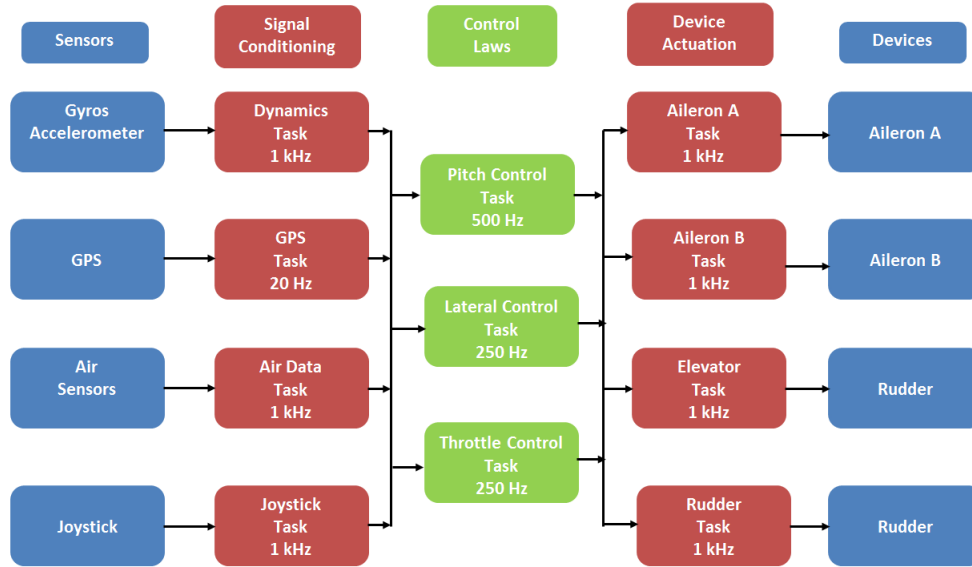 Sensors
Signal
Conditioning
Control
Laws
Device
Actuation
Devices
Gyros
Accelerometer
Dynamics
Task
1 kHz
Aileron A
Task
1 kHz
Aileron A
Pitch Control
Task
500 Hz
GPS
GPS
Task
20 Hz
Aileron B
Task
1 kHz
Aileron B
Lateral Control
Task
250 Hz
Air
Sensors
Air Data
Task
1 kHz
Elevator
Task
1 kHz
Rudder
Throttle Control
Task
250 Hz
Joystick
Joystick
Task
1 kHz
Rudder
Task
1 kHz
Rudder